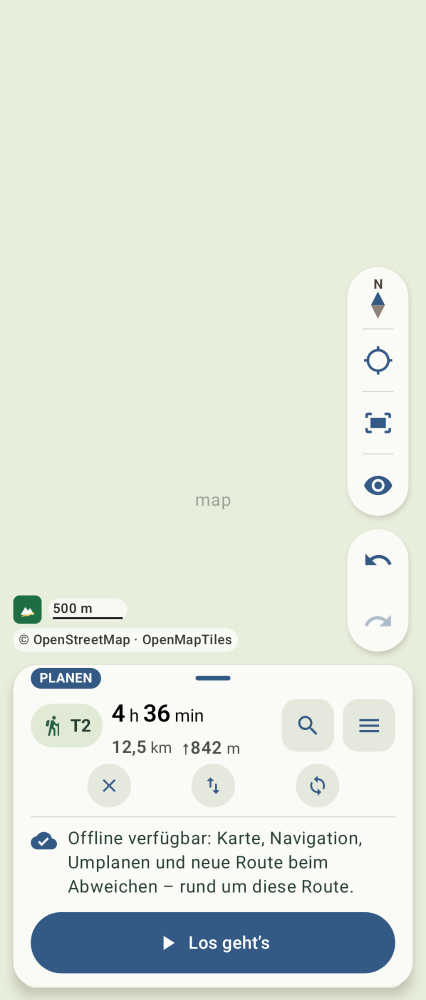 N
map
500 m
© OpenStreetMap · OpenMapTiles
PLANEN
T2
4 h 36 min
12,5 km ↑842 m
Offline verfügbar: Karte, Navigation,
Umplanen und neue Route beim
Abweichen – rund um diese Route.
Los geht’s